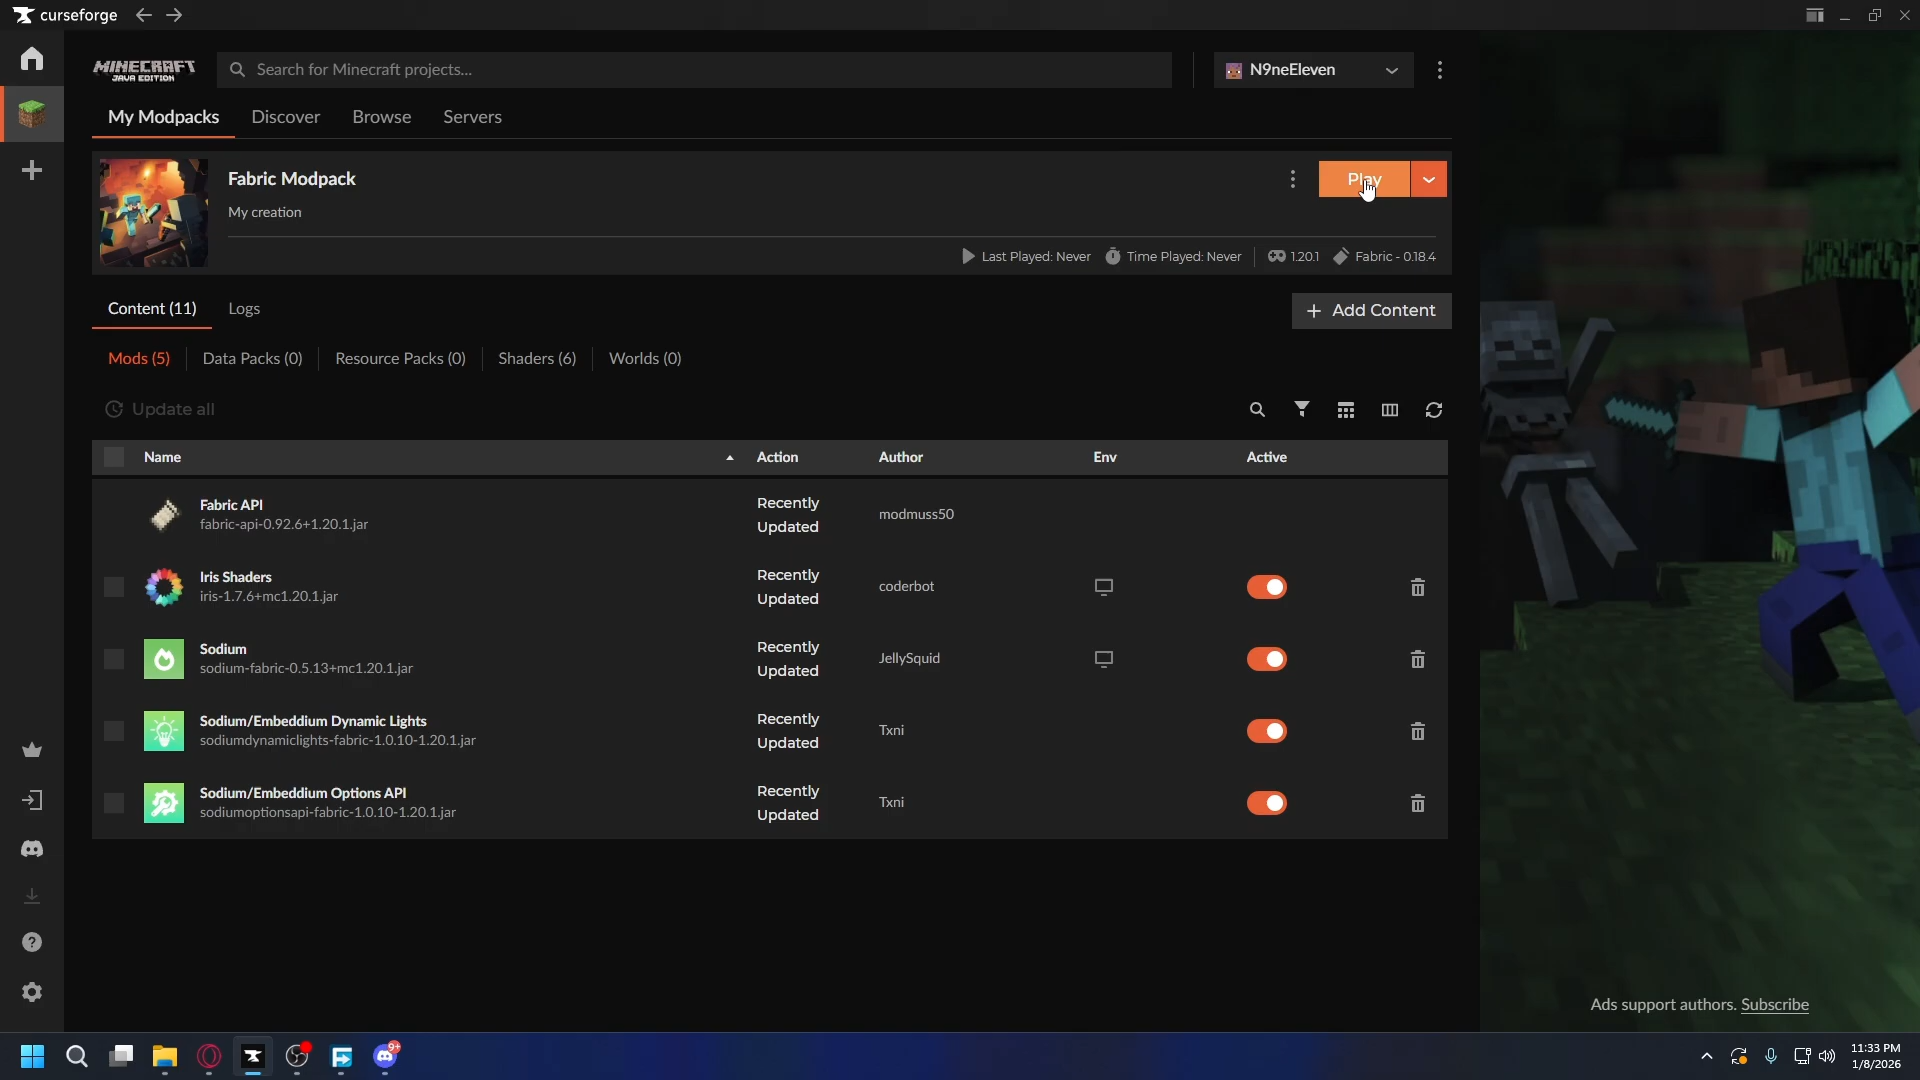 curseforge
MINECRAFT
JAVA EDITION
Search for Minecraft projects...
N9neEleven
My Modpacks
Discover
Browse
Servers
Fabric Modpack
My creation
Play
Last Played: Never
Time Played: Never
1.20.1
Fabric - 0.18.4
Content (11)
Logs
Add Content
Mods (5)
Data Packs (0)
Resource Packs (0)
Shaders (6)
Worlds (0)
Update all
Name
Action
Author
Env
Active
Fabric API
fabric-api-0.92.6+1.20.1.jar
Recently
Updated
modmuss50
Iris Shaders
iris-1.7.6+mc1.20.1.jar
Recently
Updated
coderbot
Sodium
sodium-fabric-0.5.13+mc1.20.1.jar
Recently
Updated
JellySquid
Sodium/Embeddium Dynamic Lights
sodiumdynamiclights-fabric-1.0.10-1.20.1.jar
Recently
Updated
Txni
Sodium/Embeddium Options API
sodiumoptionsapi-fabric-1.0.10-1.20.1.jar
Recently
Updated
Txni
Ads support authors. Subscribe
9+
11:33 PM
1/8/2026